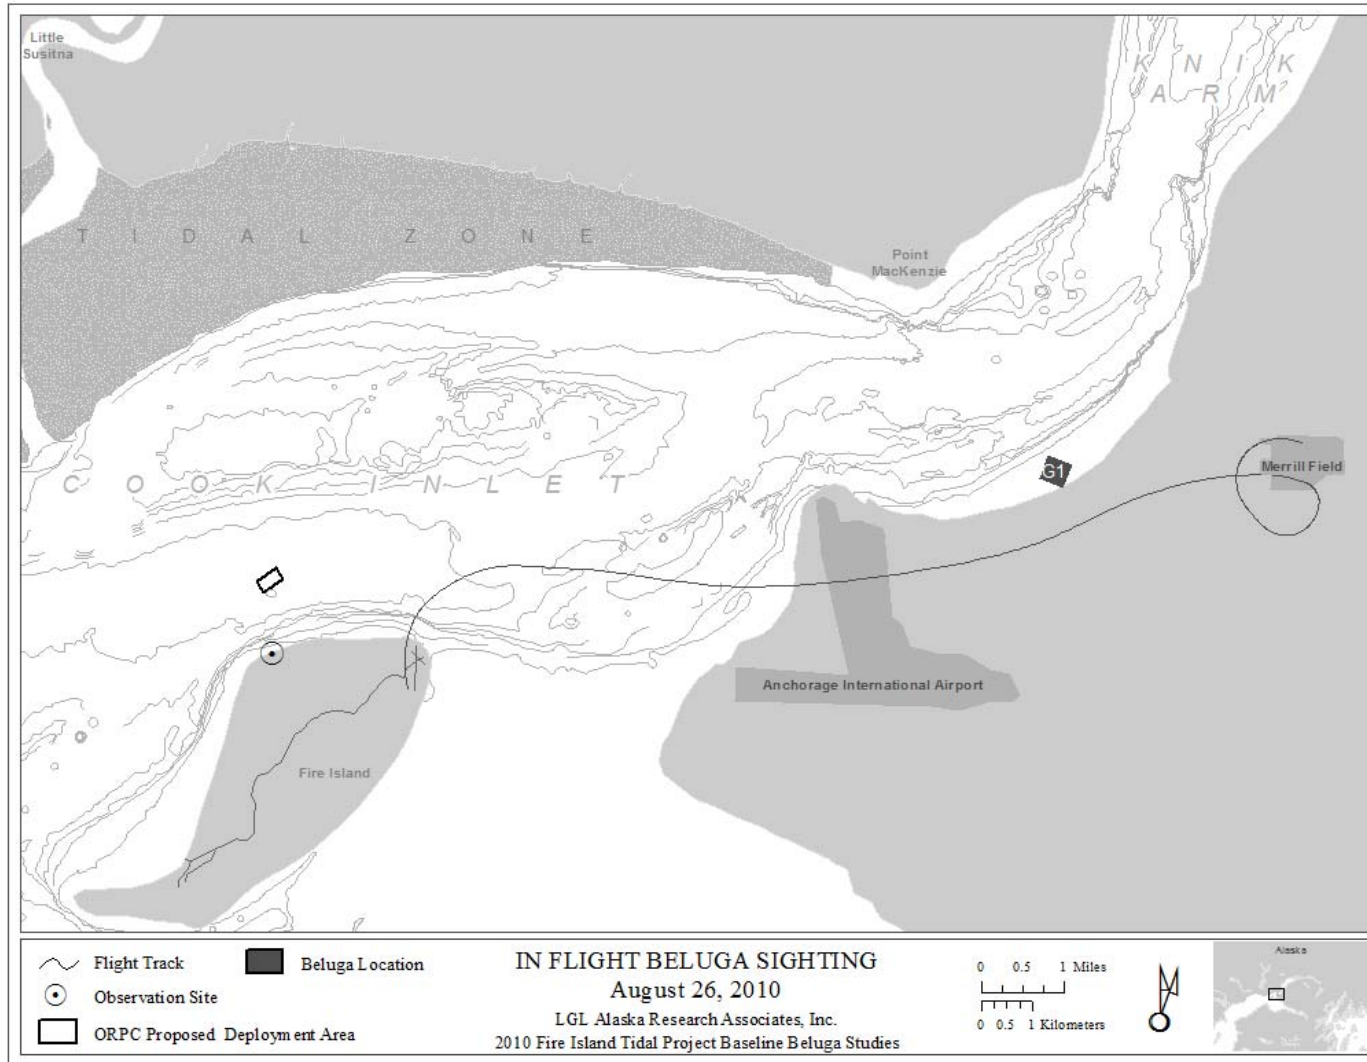 Little
Susitna
K N I K
A R M
T I D A L Z O N E
Point
MacKenzie
C O O K I N L E T
G1
Merrill Field
Anchorage International Airport
Fire Island
Flight Track
Beluga Location
Observation Site
ORPC Proposed Deployment Area
IN FLIGHT BELUGA SIGHTING
August 26, 2010
LGL Alaska Research Associates, Inc.
2010 Fire Island Tidal Project Baseline Beluga Studies
0 0.5 1 Miles
0 0.5 1 Kilometers
N
Alaska